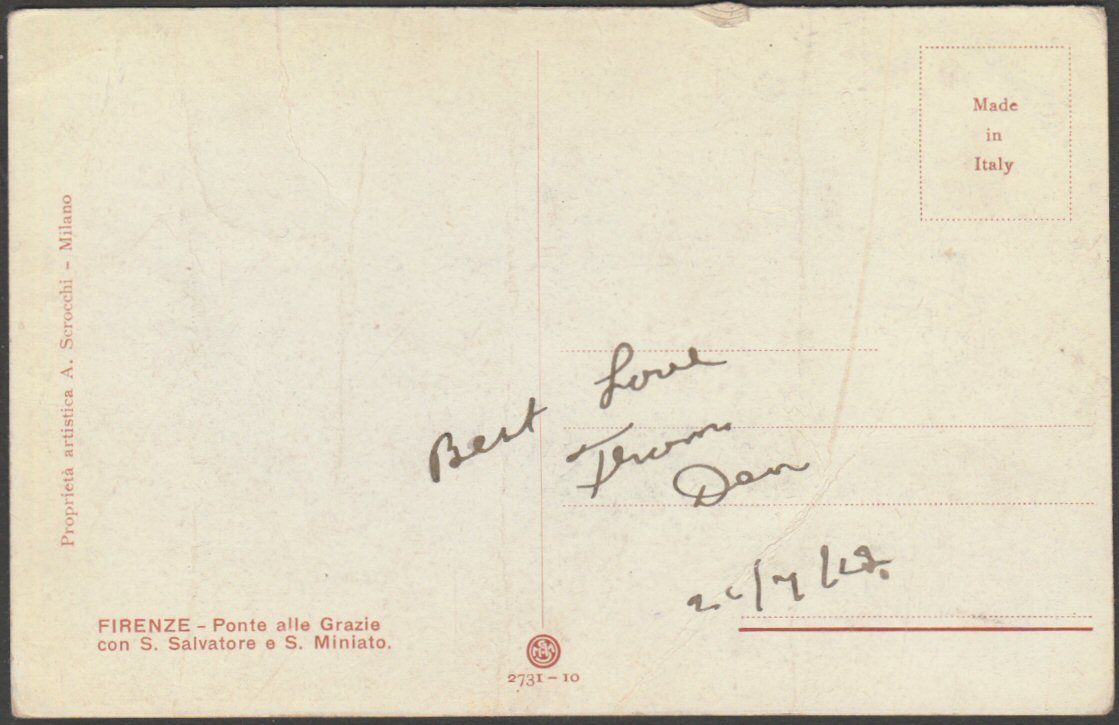 Made
in
Italy
Proprietà artistica A. Scrocchi – Milano
Best Love
From
Dan
FIRENZE – Ponte alle Grazie
con S. Salvatore e S. Miniato.
2731 – 10